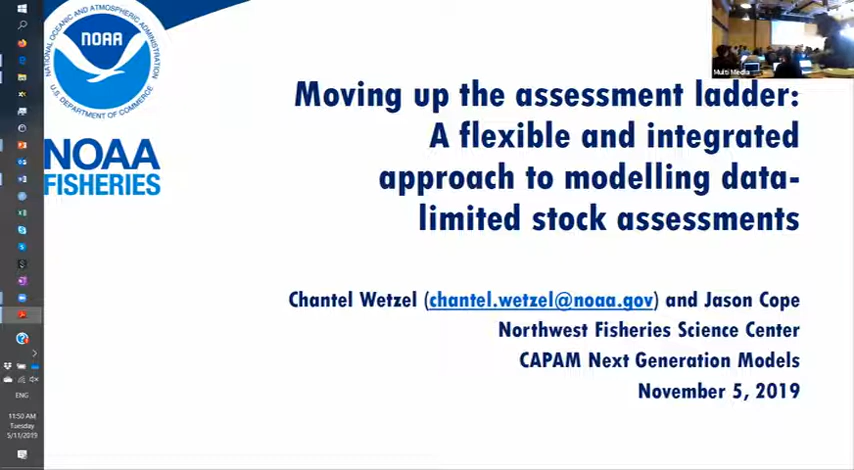 NATIONAL OCEANIC AND ATMOSPHERIC ADMINISTRATION
NOAA
U.S. DEPARTMENT OF COMMERCE
NOAA
FISHERIES
Multi Media
Moving up the assessment ladder:
A flexible and integrated
approach to modelling data-
limited stock assessments
Chantel Wetzel (chantel.wetzel@noaa.gov) and Jason Cope
Northwest Fisheries Science Center
CAPAM Next Generation Models
November 5, 2019
ENG
11:50 AM
Tuesday
5/11/2019